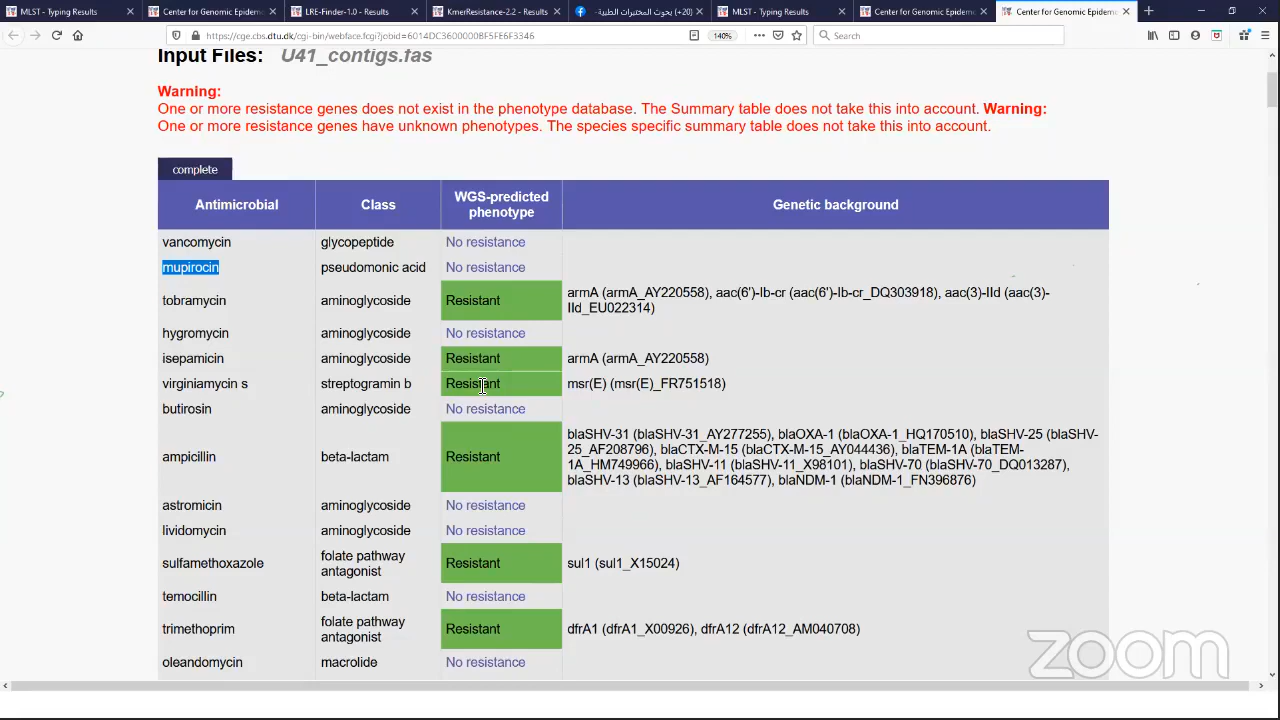 MLST - Typing Results
Center for Genomic Epidem
LRE-Finder-1.0 - Results
KmerResistance-2.2 - Results
(20+) بحوث المختبرات الطبية-
MLST - Typing Results
Center for Genomic Epidem
Center for Genomic Epidem
https://cge.cbs.dtu.dk/cgi-bin/webface.fcgi?jobid=6014DC3600000BF5FE6F3346
140%
Search
Input Files: U41_contigs.fas
Warning:
One or more resistance genes does not exist in the phenotype database. The Summary table does not take this into account. Warning:
One or more resistance genes have unknown phenotypes. The species specific summary table does not take this into account.
complete
Antimicrobial Class WGS-predicted phenotype Genetic background
vancomycin glycopeptide No resistance
mupirocin pseudomonic acid No resistance
tobramycin aminoglycoside Resistant armA (armA_AY220558), aac(6')-Ib-cr (aac(6')-Ib-cr_DQ303918), aac(3)-IId (aac(3)-
IId_EU022314)
hygromycin aminoglycoside No resistance
isepamicin aminoglycoside Resistant armA (armA_AY220558)
virginiamycin s streptogramin b Resistant msr(E) (msr(E)_FR751518)
butirosin aminoglycoside No resistance
ampicillin beta-lactam Resistant blaSHV-31 (blaSHV-31_AY277255), blaOXA-1 (blaOXA-1_HQ170510), blaSHV-25 (blaSHV-
25_AF208796), blaCTX-M-15 (blaCTX-M-15_AY044436), blaTEM-1A (blaTEM-
1A_HM749966), blaSHV-11 (blaSHV-11_X98101), blaSHV-70 (blaSHV-70_DQ013287),
blaSHV-13 (blaSHV-13_AF164577), blaNDM-1 (blaNDM-1_FN396876)
astromicin aminoglycoside No resistance
lividomycin aminoglycoside No resistance
sulfamethoxazole folate pathway antagonist Resistant sul1 (sul1_X15024)
temocillin beta-lactam No resistance
trimethoprim folate pathway antagonist Resistant dfrA1 (dfrA1_X00926), dfrA12 (dfrA12_AM040708)
oleandomycin macrolide No resistance
zoom